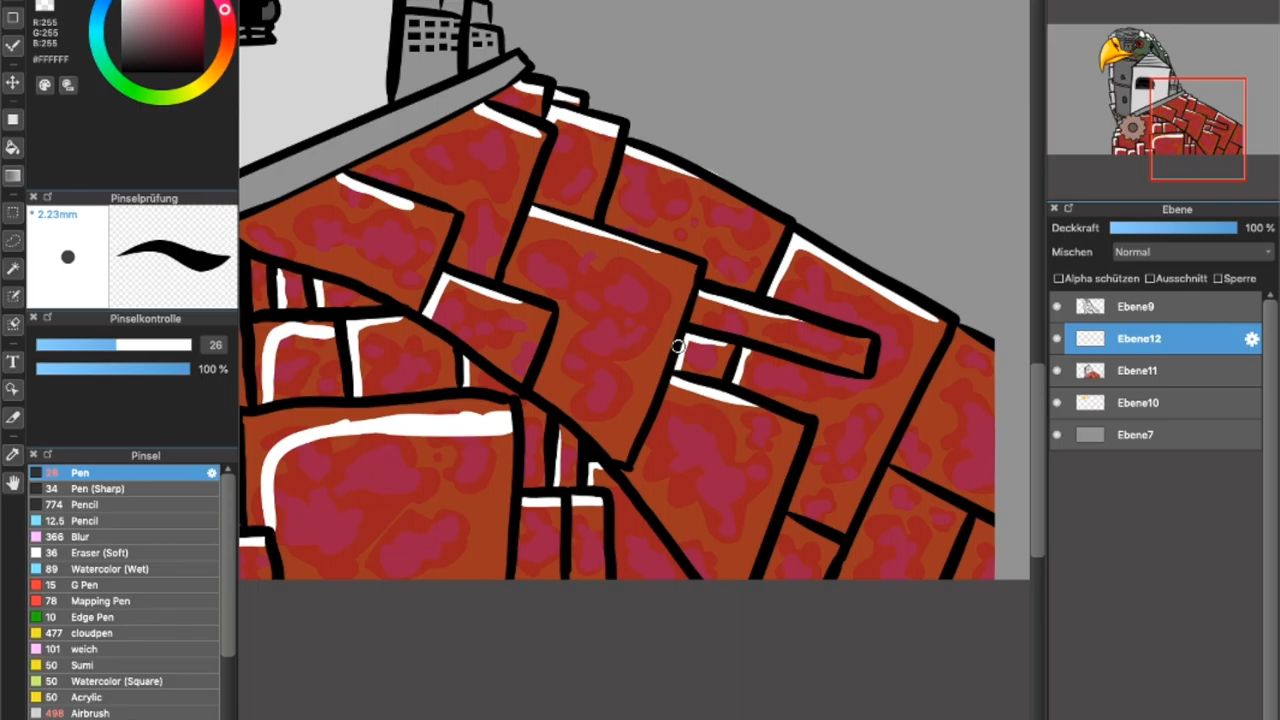 R:255
G:255
B:255
#FFFFFF
Pinselprüfung
* 2.23mm
Pinselkontrolle
26
100 %
Pinsel
28 Pen
34 Pen (Sharp)
774 Pencil
12.5 Pencil
366 Blur
36 Eraser (Soft)
89 Watercolor (Wet)
15 G Pen
78 Mapping Pen
10 Edge Pen
477 cloudpen
101 weich
50 Sumi
50 Watercolor (Square)
50 Acrylic
498 Airbrush
T
Ebene
Deckkraft 100 %
Mischen Normal
Alpha schützen Ausschnitt Sperre
Ebene9
Ebene12
Ebene11
Ebene10
Ebene7